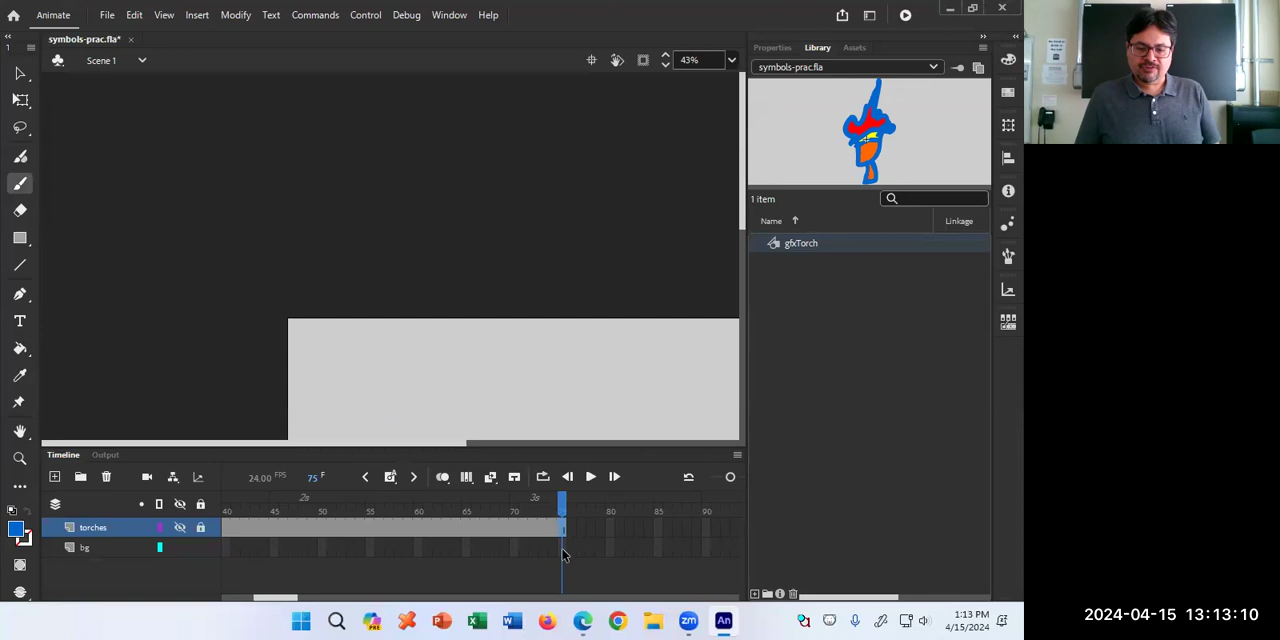 Animate File Edit View Insert Modify Text Commands Control Debug Window Help
symbols-prac.fla* ×
Scene 1 43%
Properties Library Assets
symbols-prac.fla
1 item
Name Linkage
gfxTorch
Timeline Output
24.00 FPS 75 F
2s 3s
40 45 50 55 60 65 70 80 85 90
torches
bg
1:13 PM
4/15/2024
2024-04-15 13:13:10